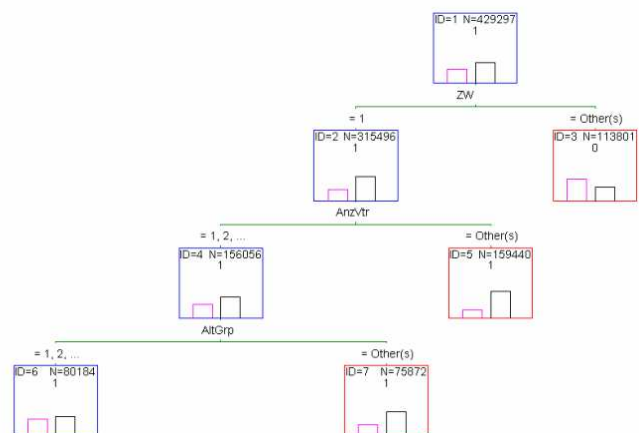 ID=1 N=429297
1
ZW
= 1
= Other(s)
ID=2 N=315496
1
ID=3 N=113801
0
AnzVtr
= 1, 2, ...
= Other(s)
ID=4 N=156056
1
ID=5 N=159440
1
AltGrp
= 1, 2, ...
= Other(s)
ID=6 N=80184
1
ID=7 N=75872
1